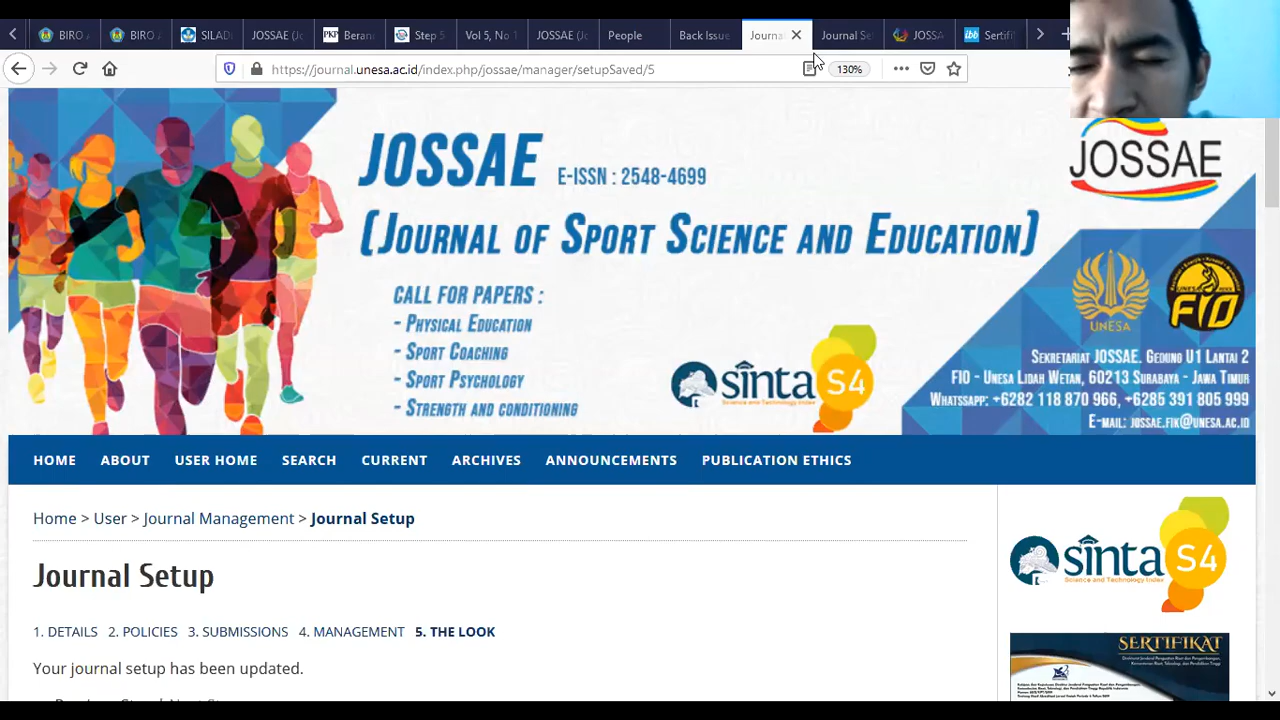 BIRO A
BIRO A
SILAD
JOSSAE (Jo
PKP
Beran
Step 5
Vol 5, No 1
JOSSAE (Jo
People
Back Issue
Journal
Journal Set
JOSSA
ibb
Sertifi
https://journal.unesa.ac.id/index.php/jossae/manager/setupSaved/5
130%
JOSSAE E-ISSN : 2548-4699
(JOURNAL OF SPORT SCIENCE AND EDUCATION)
CALL FOR PAPERS :
- PHYSICAL EDUCATION
- SPORT COACHING
- SPORT PSYCHOLOGY
- STRENGTH AND CONDITIONING
sinta S4
Science and Technology Index
JOSSAE
UNESA
FIO
SEKRETARIAT JOSSAE. GEDUNG U1 LANTAI 2
FIO - UNESA LIDAH WETAN, 60213 SURABAYA - JAWA TIMUR
WHATSAPP: +6282 118 870 966, +6285 391 805 999
E-MAIL: JOSSAE.FIK@UNESA.AC.ID
HOME ABOUT USER HOME SEARCH CURRENT ARCHIVES ANNOUNCEMENTS PUBLICATION ETHICS
Home > User > Journal Management > Journal Setup
Journal Setup
1. DETAILS 2. POLICIES 3. SUBMISSIONS 4. MANAGEMENT 5. THE LOOK
Your journal setup has been updated.
sinta S4
Science and Technology Index
SERTIFIKAT